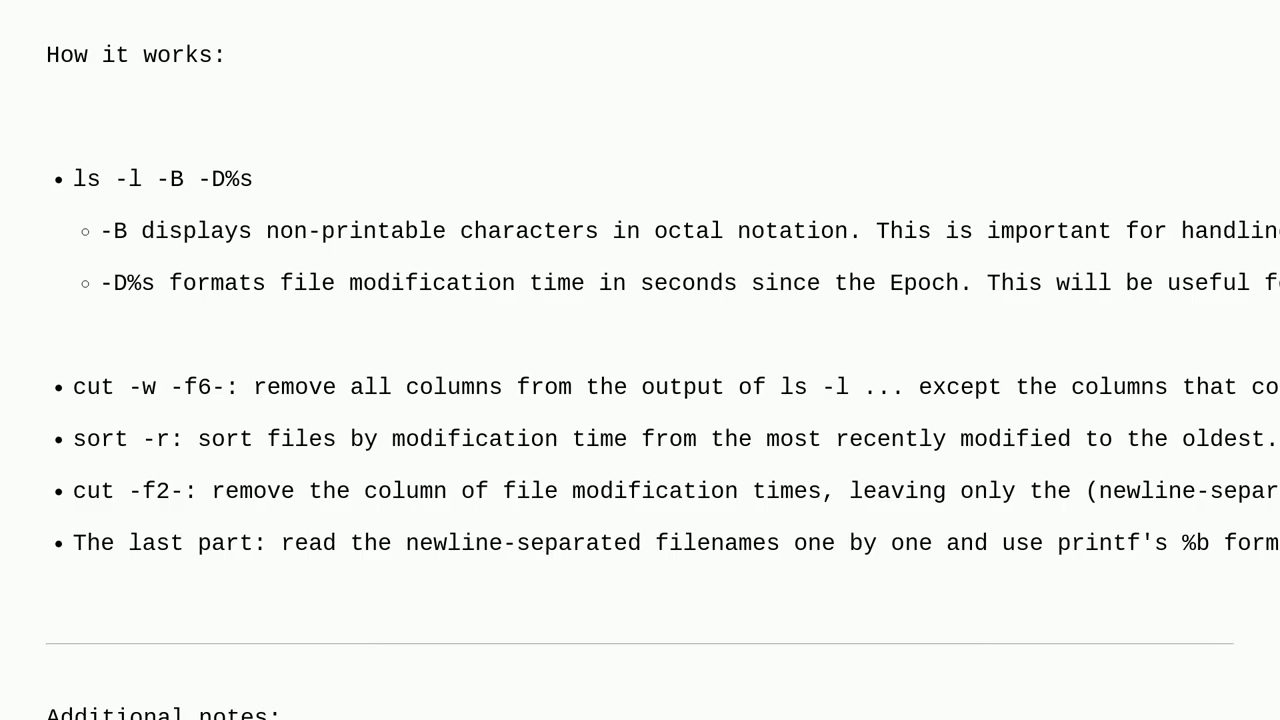 How it works:
ls -l -B -D%s
-B displays non-printable characters in octal notation. This is important for handlin
-D%s formats file modification time in seconds since the Epoch. This will be useful f
cut -w -f6-: remove all columns from the output of ls -l ... except the columns that co
sort -r: sort files by modification time from the most recently modified to the oldest.
cut -f2-: remove the column of file modification times, leaving only the (newline-separ
The last part: read the newline-separated filenames one by one and use printf's %b form
Additional notes: